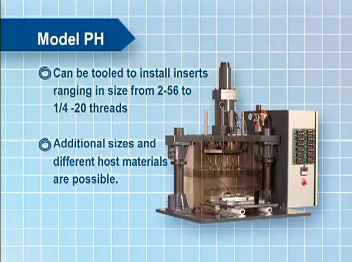 Model PH
Can be tooled to install inserts
ranging in size from 2-56 to
1/4 -20 threads
Additional sizes and
different host materials
are possible.